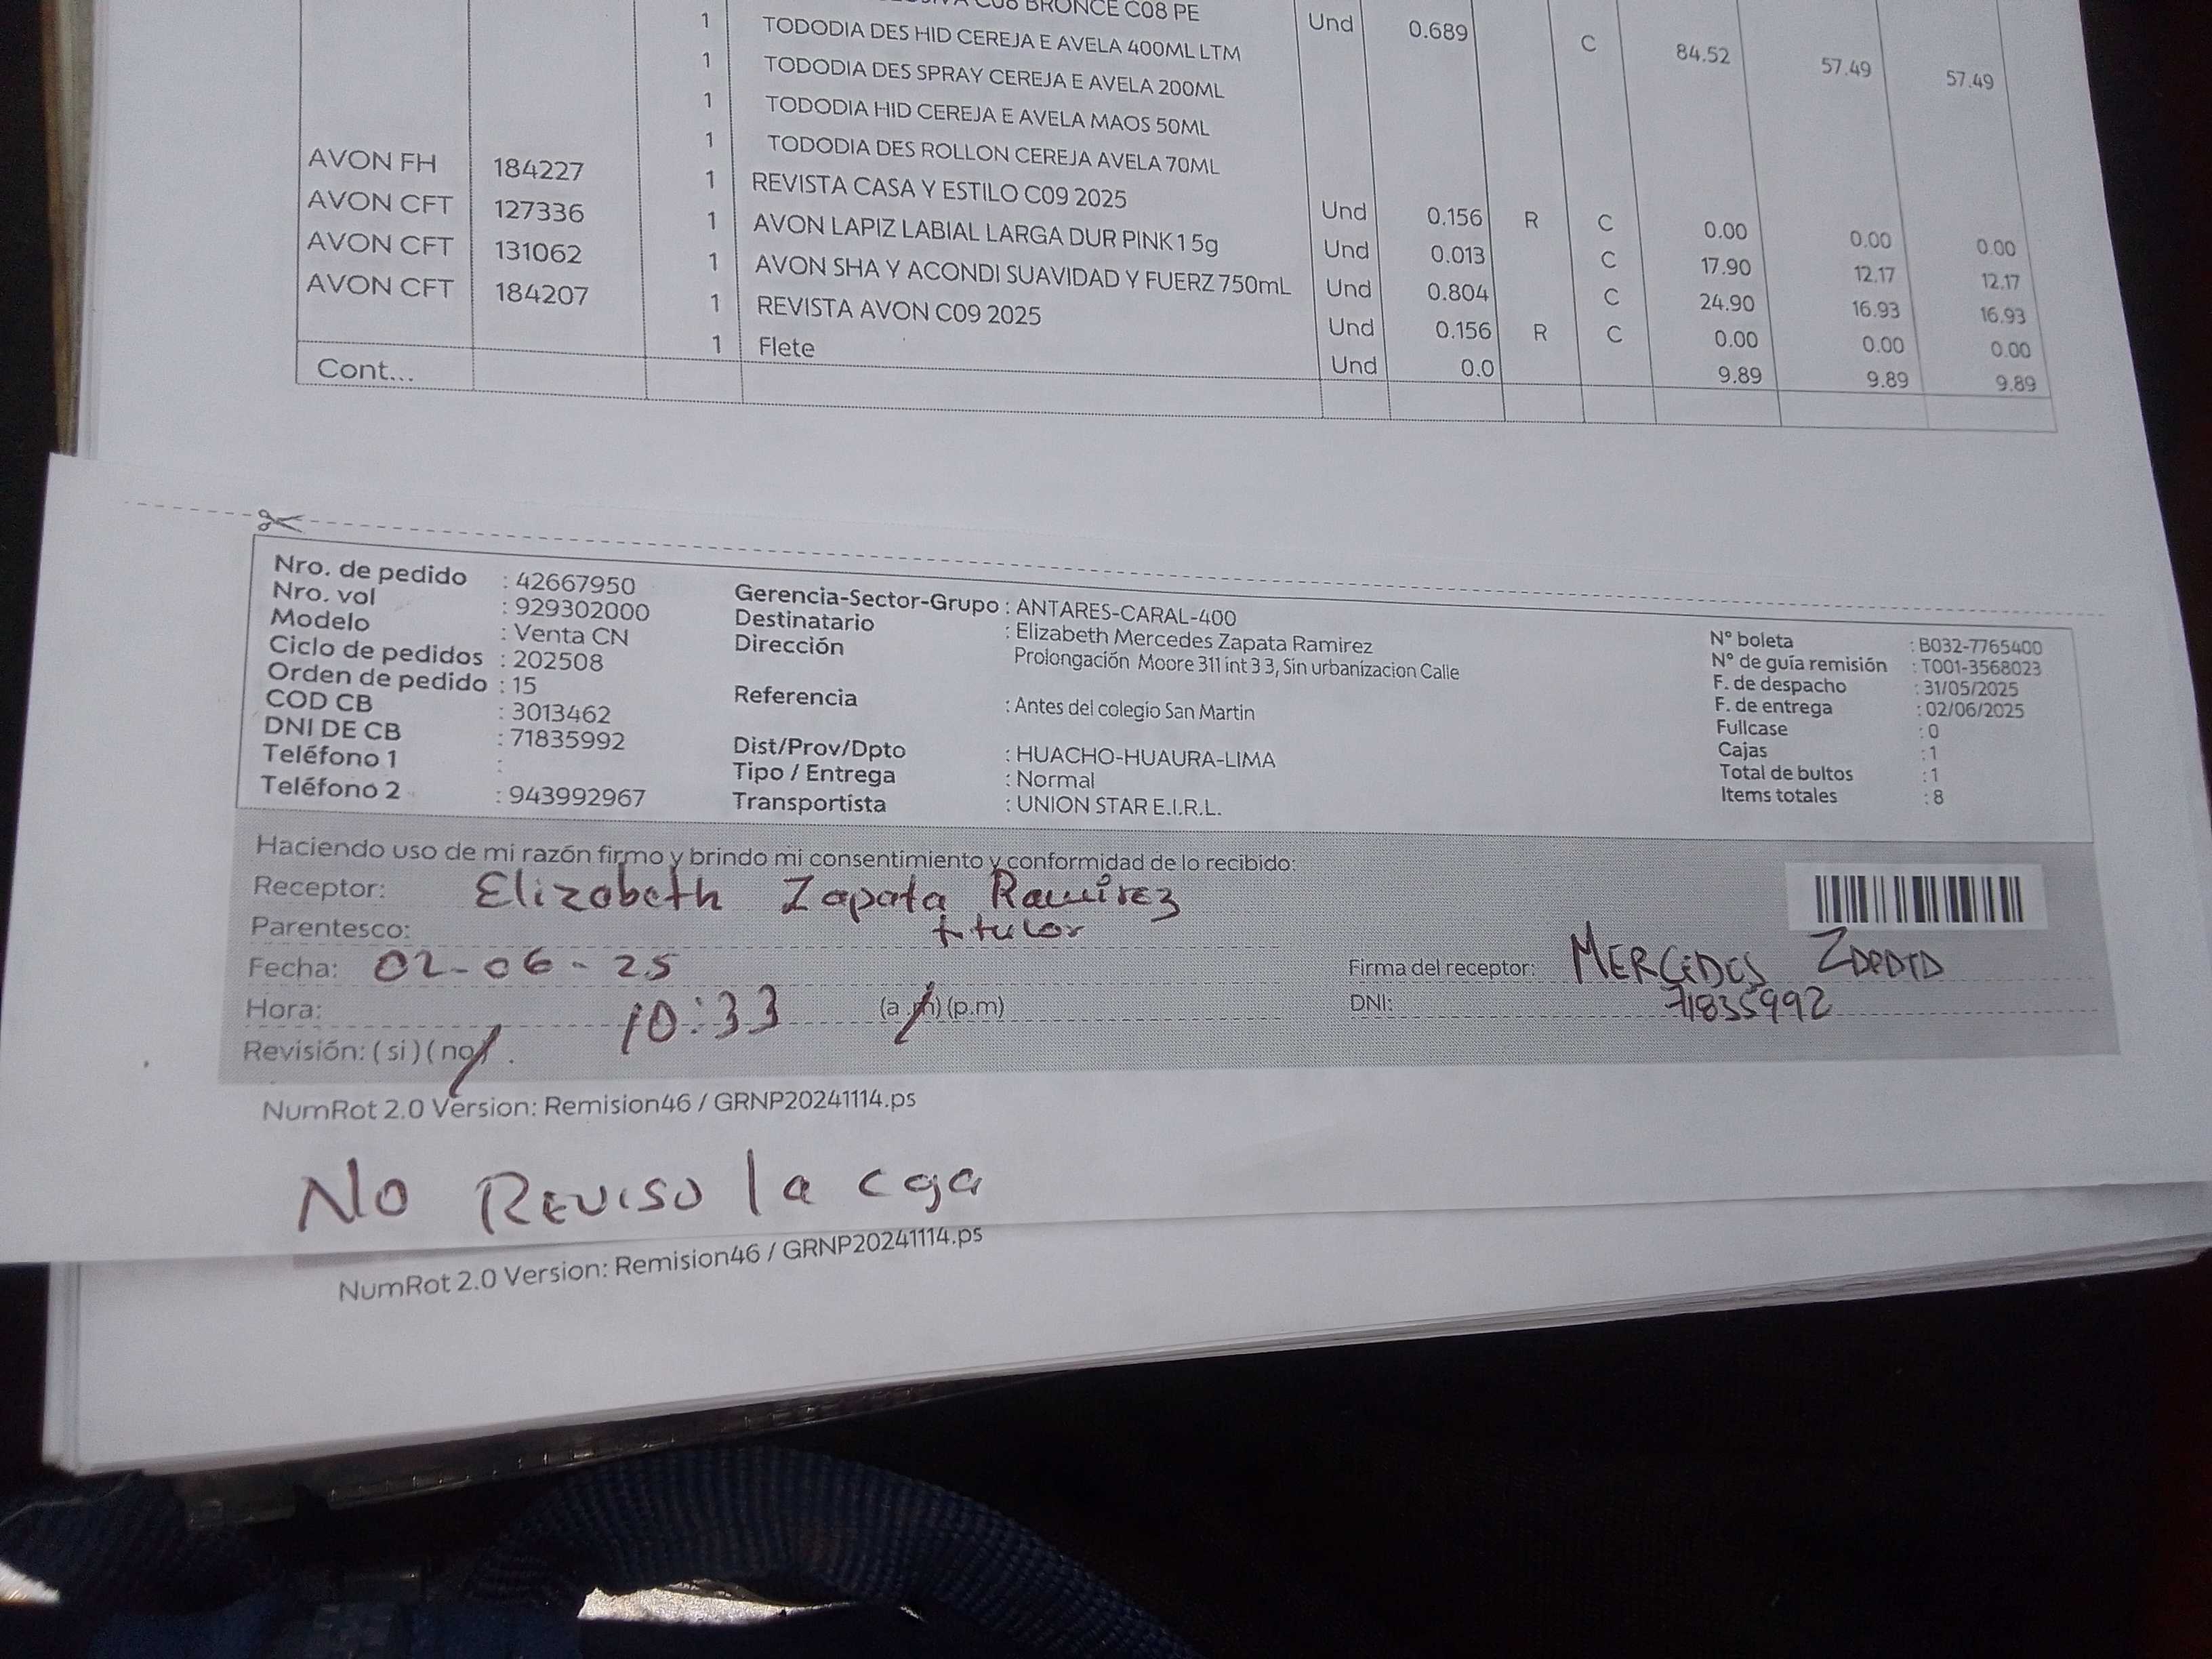 C08 BRONCE C08 PE
1 TODODIA DES HID CEREJA E AVELA 400ML LTM Und 0.689 C 84.52 57.49 57.49
1 TODODIA DES SPRAY CEREJA E AVELA 200ML
1 TODODIA HID CEREJA E AVELA MAOS 50ML
1 TODODIA DES ROLLON CEREJA AVELA 70ML
AVON FH 184227 1 REVISTA CASA Y ESTILO C09 2025 Und 0.156 R C 0.00 0.00 0.00
AVON CFT 127336 1 AVON LAPIZ LABIAL LARGA DUR PINK 1 5g Und 0.013 C 17.90 12.17 12.17
AVON CFT 131062 1 AVON SHA Y ACONDI SUAVIDAD Y FUERZ 750mL Und 0.804 C 24.90 16.93 16.93
AVON CFT 184207 1 REVISTA AVON C09 2025 Und 0.156 R C 0.00 0.00 0.00
1 Flete Und 0.0 9.89 9.89 9.89
Cont...
Nro. de pedido : 42667950
Nro. vol : 929302000
Modelo : Venta CN
Ciclo de pedidos : 202508
Orden de pedido : 15
COD CB : 3013462
DNI DE CB : 71835992
Teléfono 1 :
Teléfono 2 : 943992967
Gerencia-Sector-Grupo : ANTARES-CARAL-400
Destinatario : Elizabeth Mercedes Zapata Ramirez
Dirección Prolongación Moore 311 int 3 3, Sin urbanizacion Calle
Referencia : Antes del colegio San Martin
Dist/Prov/Dpto : HUACHO-HUAURA-LIMA
Tipo / Entrega : Normal
Transportista : UNION STAR E.I.R.L.
N° boleta : B032-7765400
N° de guía remisión : T001-3568023
F. de despacho : 31/05/2025
F. de entrega : 02/06/2025
Fullcase : 0
Cajas : 1
Total de bultos : 1
Items totales : 8
Haciendo uso de mi razón firmo y brindo mi consentimiento y conformidad de lo recibido:
Receptor: Elizabeth Zapata Ramirez
Parentesco: titular
Fecha: 02-06-25
Hora: 10:33 (a.m) (p.m)
Revisión: ( si ) ( no ) .
Firma del receptor: MERCEDES Zapata
DNI: 71835992
NumRot 2.0 Version: Remision46 / GRNP20241114.ps
No REVISO la caja
NumRot 2.0 Version: Remision46 / GRNP20241114.ps